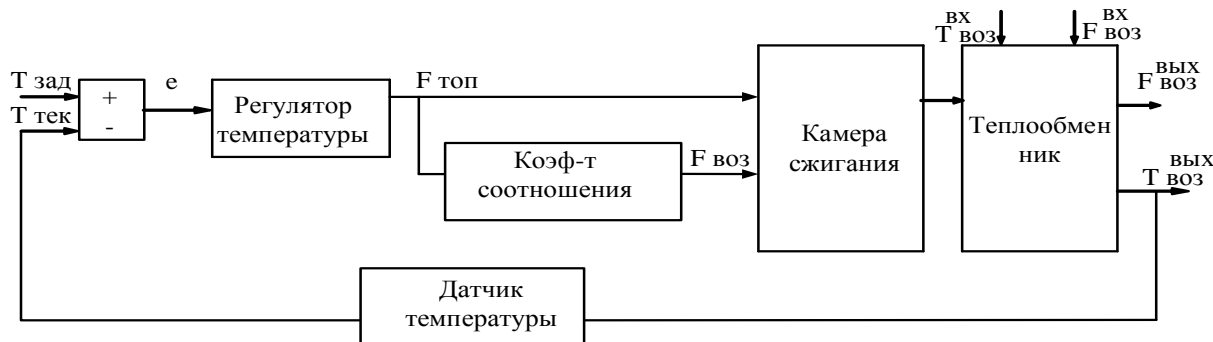 вх
Т воз
вх
F воз
Т зад
Т тек
+
-
е
Регулятор
температуры
F топ
Коэф-т
соотношения
F воз
Камера
сжигания
Теплообмен
ник
вых
F воз
вых
Т воз
Датчик
температуры